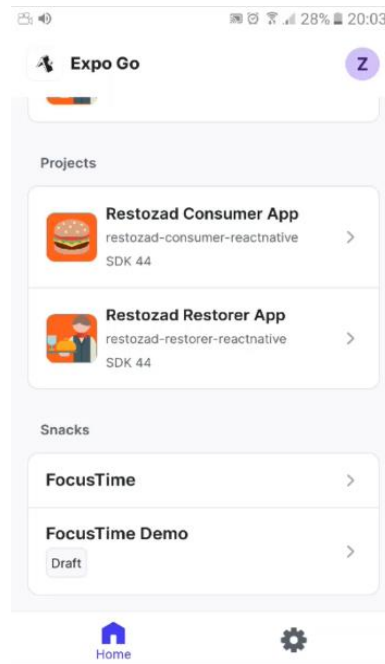 28% 20:03
Expo Go
Z
Projects
Restozad Consumer App
restozad-consumer-reactnative
SDK 44
Restozad Restorer App
restozad-restorer-reactnative
SDK 44
Snacks
FocusTime
FocusTime Demo
Draft
Home